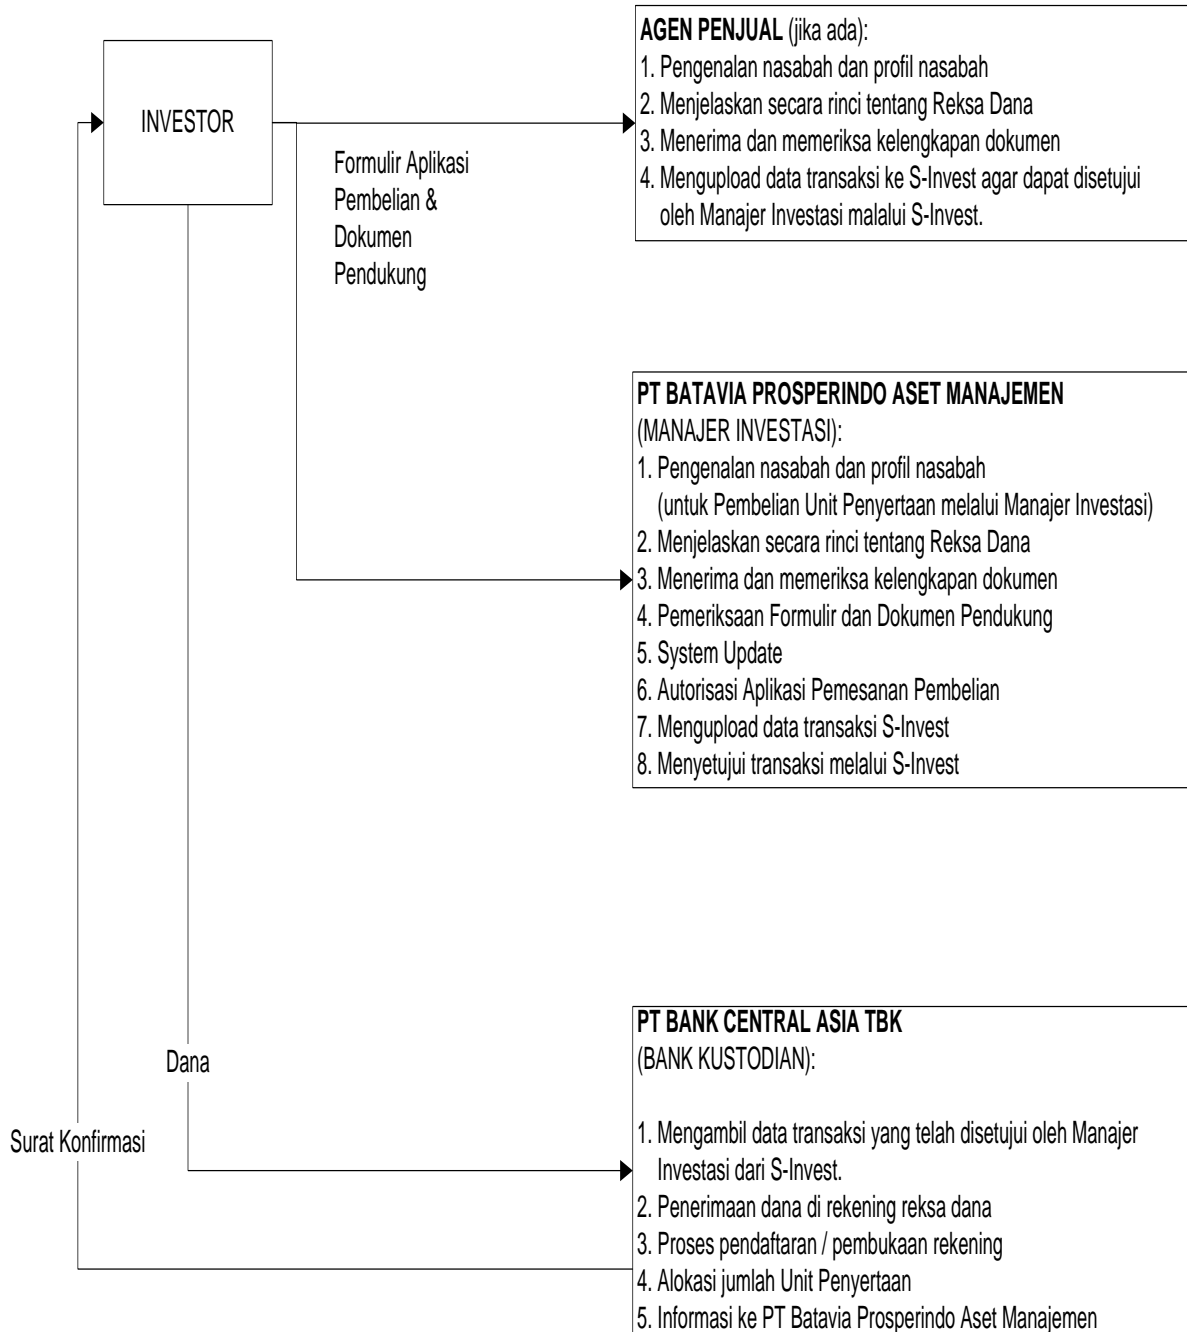 AGEN PENJUAL (jika ada):
1. Pengenalan nasabah dan profil nasabah
2. Menjelaskan secara rinci tentang Reksa Dana
3. Menerima dan memeriksa kelengkapan dokumen
4. Mengupload data transaksi ke S-Invest agar dapat disetujui
oleh Manajer Investasi malalui S-Invest.
INVESTOR
Formulir Aplikasi
Pembelian &
Dokumen
Pendukung
PT BATAVIA PROSPERINDO ASET MANAJEMEN
(MANAJER INVESTASI):
1. Pengenalan nasabah dan profil nasabah
(untuk Pembelian Unit Penyertaan melalui Manajer Investasi)
2. Menjelaskan secara rinci tentang Reksa Dana
3. Menerima dan memeriksa kelengkapan dokumen
4. Pemeriksaan Formulir dan Dokumen Pendukung
5. System Update
6. Autorisasi Aplikasi Pemesanan Pembelian
7. Mengupload data transaksi S-Invest
8. Menyetujui transaksi melalui S-Invest
Dana
Surat Konfirmasi
PT BANK CENTRAL ASIA TBK
(BANK KUSTODIAN):
1. Mengambil data transaksi yang telah disetujui oleh Manajer
Investasi dari S-Invest.
2. Penerimaan dana di rekening reksa dana
3. Proses pendaftaran / pembukaan rekening
4. Alokasi jumlah Unit Penyertaan
5. Informasi ke PT Batavia Prosperindo Aset Manajemen